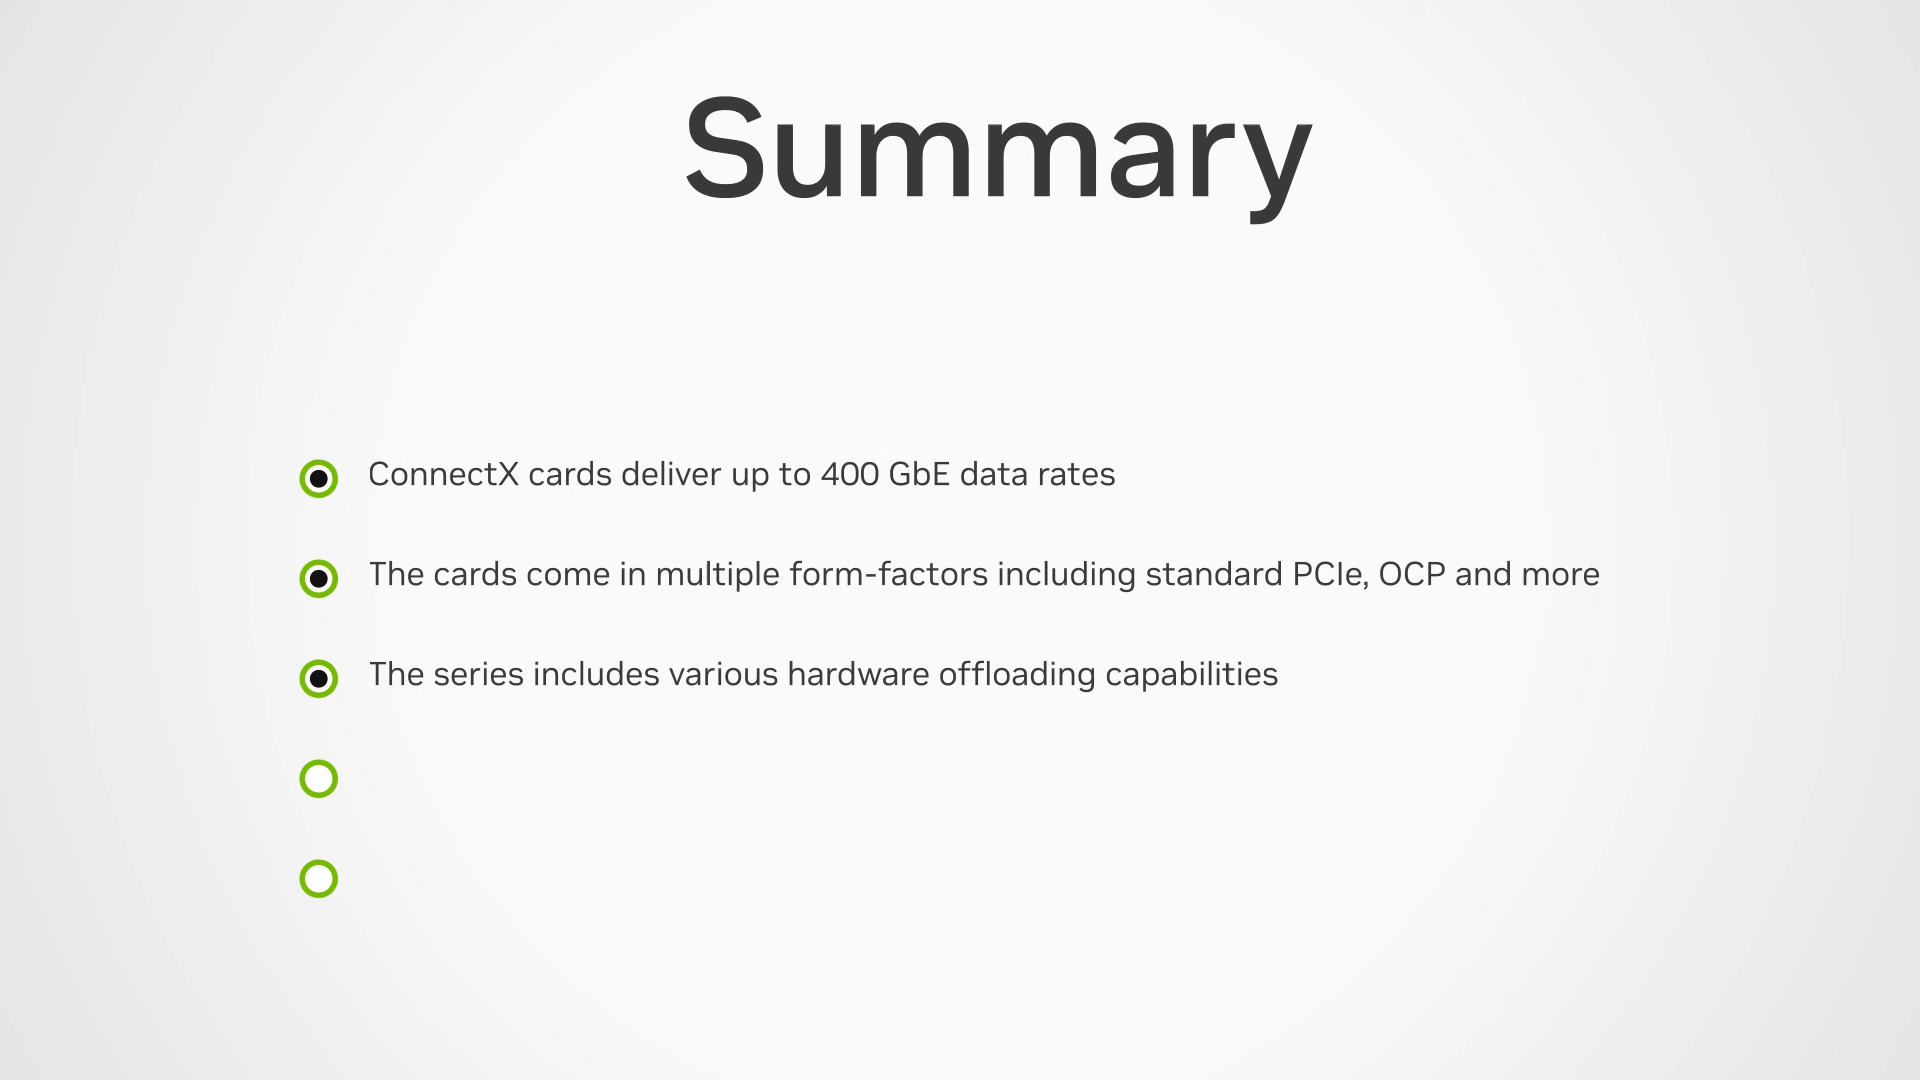 Summary
ConnectX cards deliver up to 400 GbE data rates
The cards come in multiple form-factors including standard PCIe, OCP and more
The series includes various hardware offloading capabilities